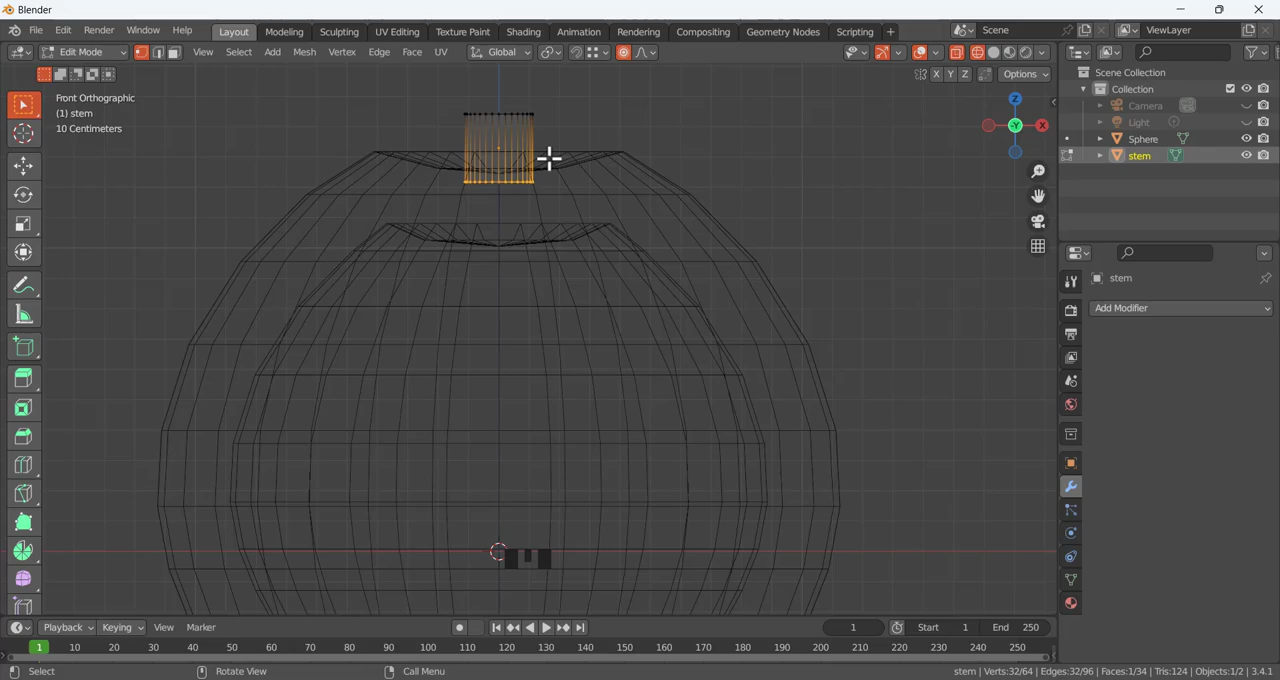 Blender
File Edit Render Window Help Layout Modeling Sculpting UV Editing Texture Paint Shading Animation Rendering Compositing Geometry Nodes Scripting + Scene ViewLayer
Edit Mode View Select Add Mesh Vertex Edge Face UV Global
X Y Z Options
Front Orthographic
(1) stem
10 Centimeters
Z
-Y
X
Scene Collection
Collection
Camera
Light
Sphere
stem
stem
Add Modifier
Playback Keying View Marker 1 Start 1 End 250
1 10 20 30 40 50 60 70 80 90 100 110 120 130 140 150 160 170 180 190 200 210 220 230 240 250
Select Rotate View Call Menu stem | Verts:32/64 | Edges:32/96 | Faces:1/34 | Tris:124 | Objects:1/2 | 3.4.1